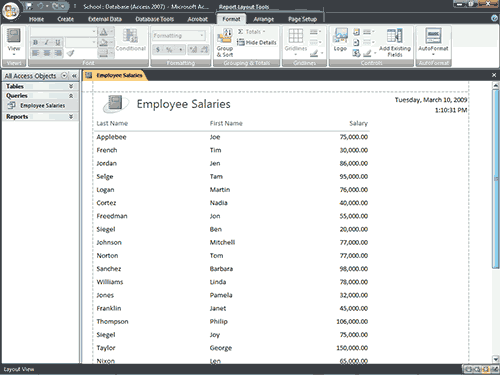 School : Database (Access 2007) - Microsoft Acc... Report Layout Tools
Home Create External Data Database Tools Acrobat Format Arrange Page Setup
View
Conditional
Formatting
Group & Sort
Σ Totals
Hide Details
Gridlines
Logo
Add Existing Fields
AutoFormat
Views Font Formatting Grouping & Totals Gridlines Controls AutoFormat
All Access Objects
Tables
Queries
Employee Salaries
Reports
Employee Salaries
Employee Salaries
Tuesday, March 10, 2009
1:10:31 PM
Last Name First Name Salary
Applebee Joe 75,000.00
French Tim 30,000.00
Jordan Jen 86,000.00
Selge Tam 95,000.00
Logan Martin 76,000.00
Cortez Nadia 40,000.00
Freedman Jon 55,000.00
Siegel Ben 20,000.00
Johnson Mitchell 77,000.00
Norton Tom 77,000.00
Sanchez Barbara 98,000.00
Williams Linda 78,000.00
Jones Pamela 32,000.00
Franklin Janet 45,000.00
Thompson Philip 106,000.00
Siegel Joy 75,000.00
Taylor George 150,000.00
Nixon Len 65,000.00
Layout View